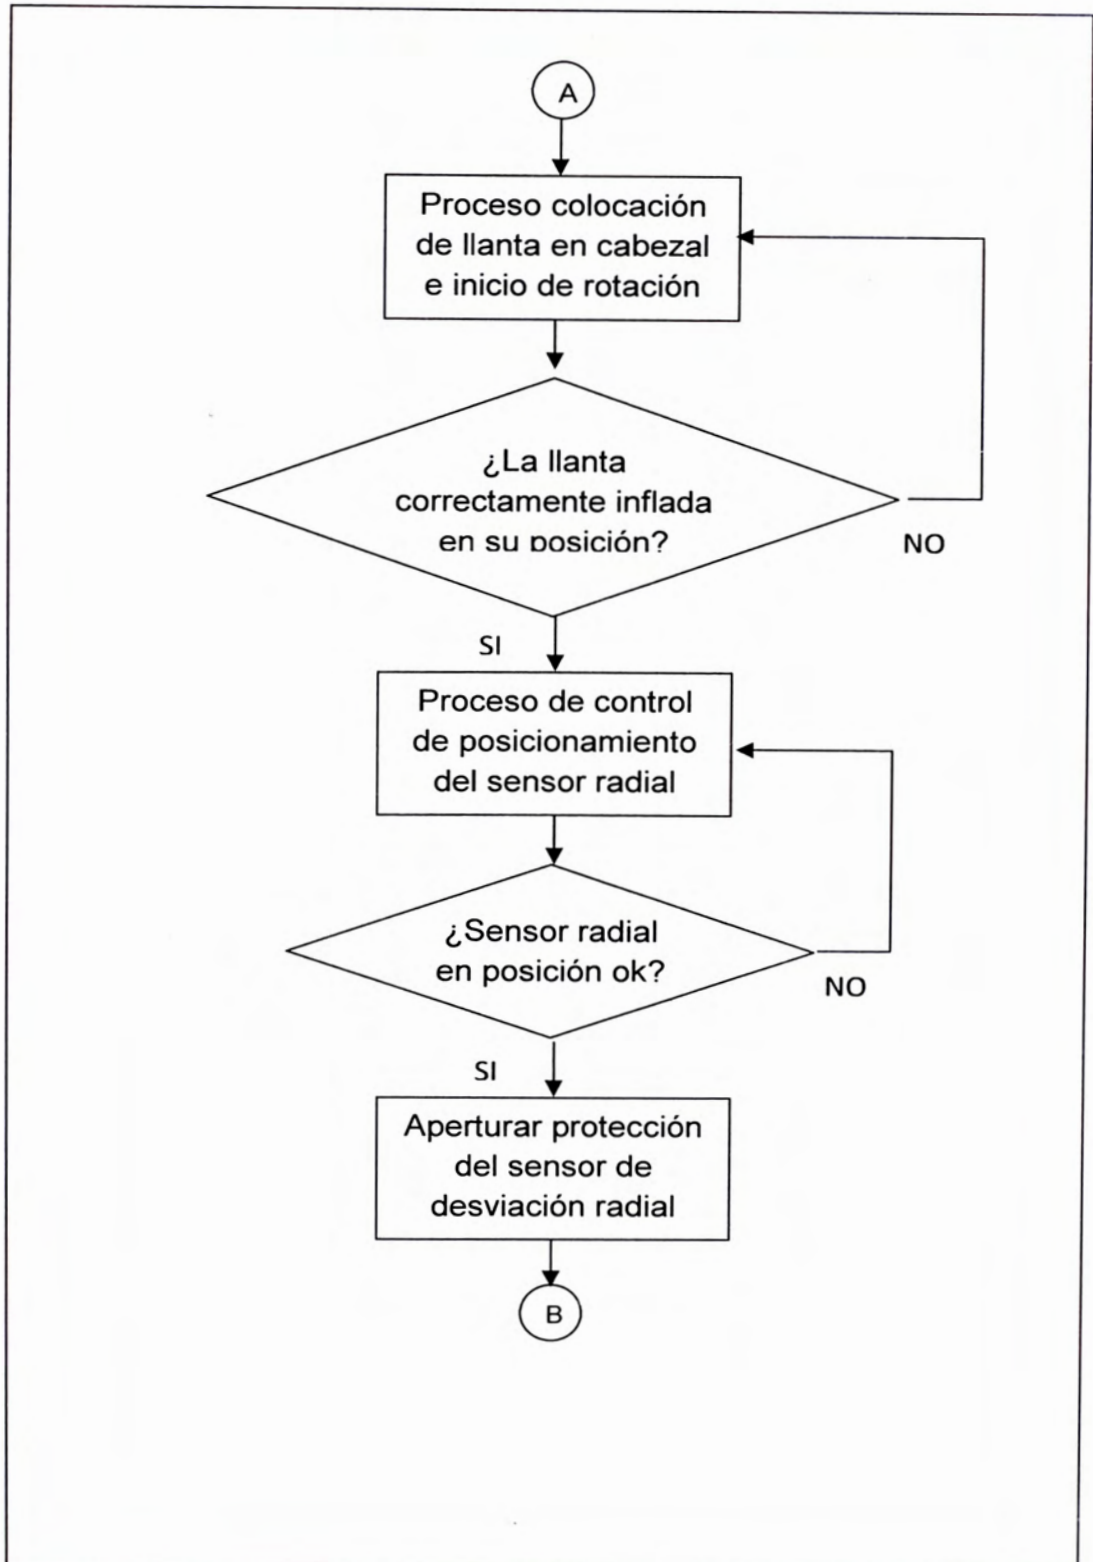 A
Proceso colocación
de llanta en cabezal
e inicio de rotación
¿La llanta
correctamente inflada
en su posición?
NO
SI
Proceso de control
de posicionamiento
del sensor radial
¿Sensor radial
en posición ok?
NO
SI
Aperturar protección
del sensor de
desviación radial
B